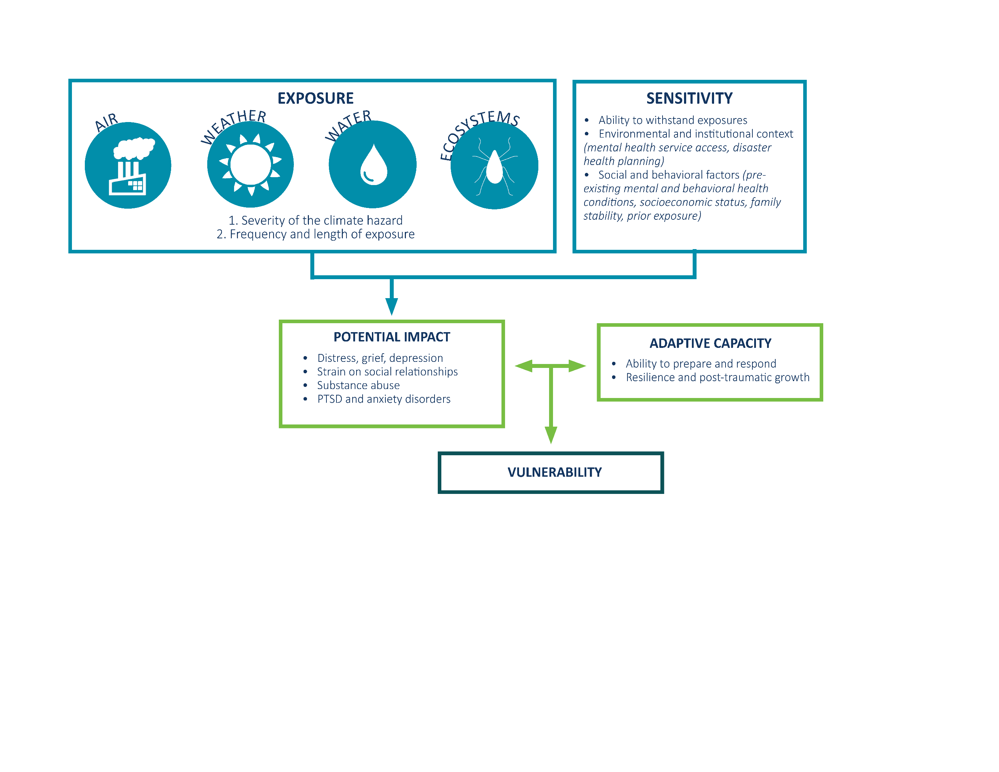 EXPOSURE
AIR
WEATHER
WATER
ECOSYSTEMS
1. Severity of the climate hazard
2. Frequency and length of exposure
SENSITIVITY
• Ability to withstand exposures
• Environmental and institutional context
(mental health service access, disaster
health planning)
• Social and behavioral factors (pre-
existing mental and behavioral health
conditions, socioeconomic status, family
stability, prior exposure)
POTENTIAL IMPACT
• Distress, grief, depression
• Strain on social relationships
• Substance abuse
• PTSD and anxiety disorders
ADAPTIVE CAPACITY
• Ability to prepare and respond
• Resilience and post-traumatic growth
VULNERABILITY